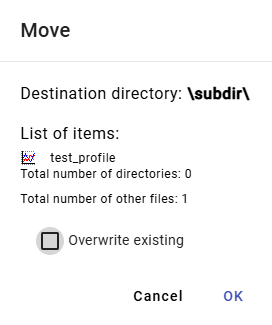 Move
Destination directory: \subdir\
List of items:
test_profile
Total number of directories: 0
Total number of other files: 1
Overwrite existing
Cancel OK